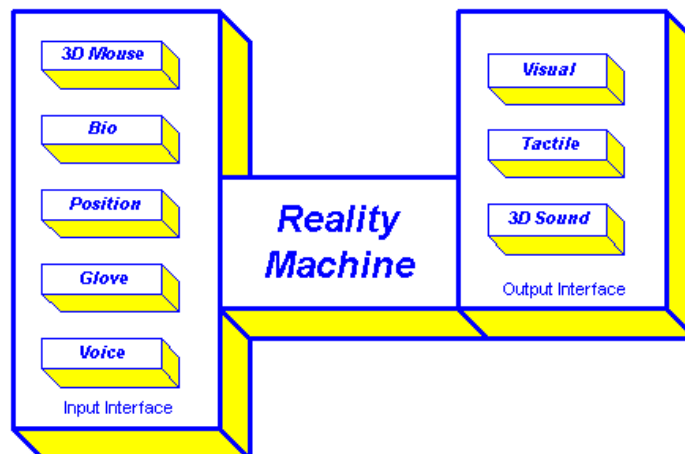 3D Mouse
Bio
Position
Glove
Voice
Input Interface
Reality
Machine
Visual
Tactile
3D Sound
Output Interface